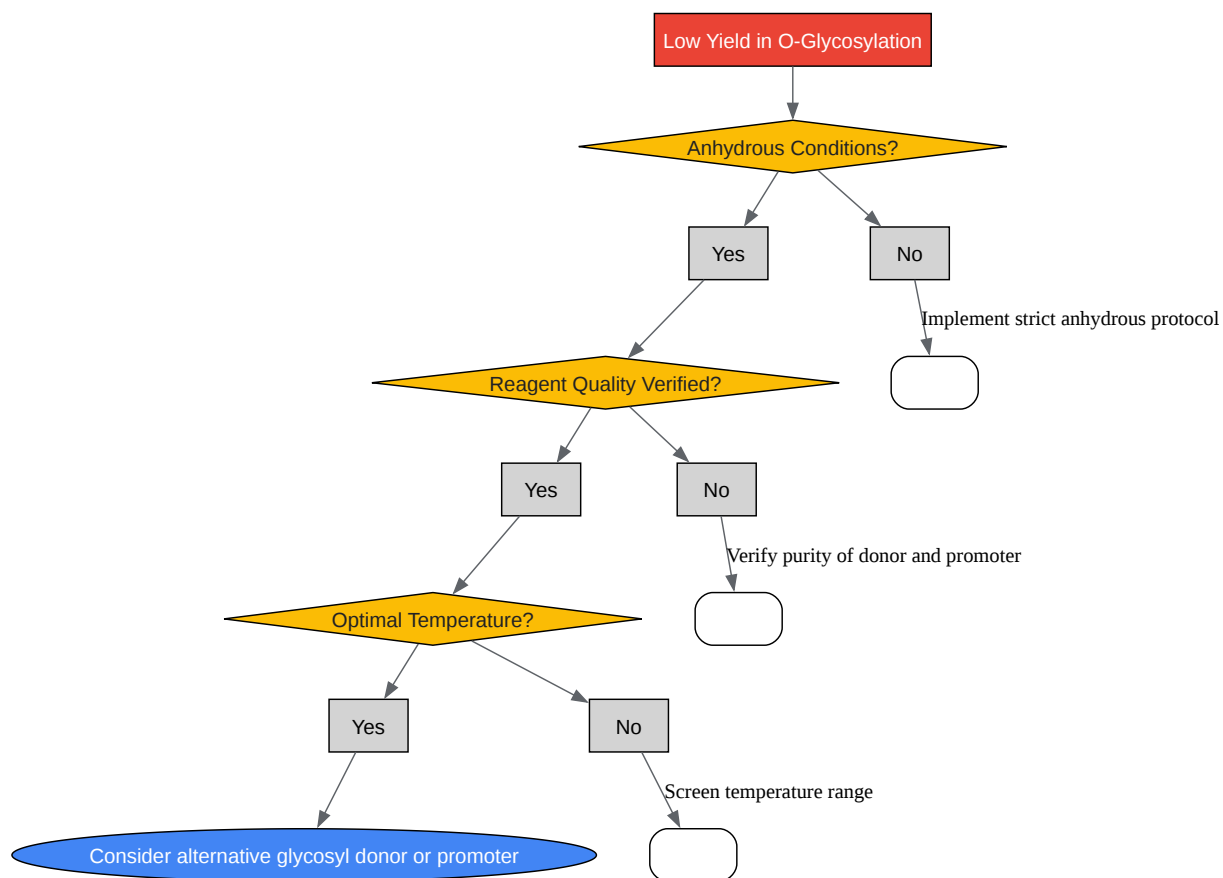 Low Yield in O-Glycosylation
Anhydrous Conditions?
Yes
No
Implement strict anhydrous protocol
Reagent Quality Verified?
Yes
No
Verify purity of donor and promoter
Optimal Temperature?
Yes
No
Screen temperature range
Consider alternative glycosyl donor or promoter